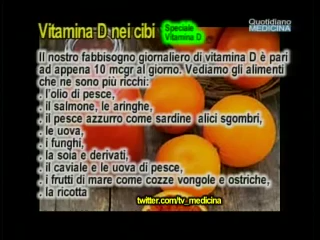 Quotidiano
MEDICINA
Vitamina D nei cibi
Speciale
Vitamina D
Il nostro fabbisogno giornaliero di vitamina D è pari
ad appena 10 mcgr al giorno. Vediamo gli alimenti
che ne sono più ricchi:
. l'olio di pesce,
. il salmone, le aringhe,
. il pesce azzurro come sardine  alici sgombri,
. le uova,
. i funghi,
. la soia e derivati,
. il caviale e le uova di pesce,
. i frutti di mare come cozze vongole e ostriche,
. la ricotta
twitter.com/tv_medicina